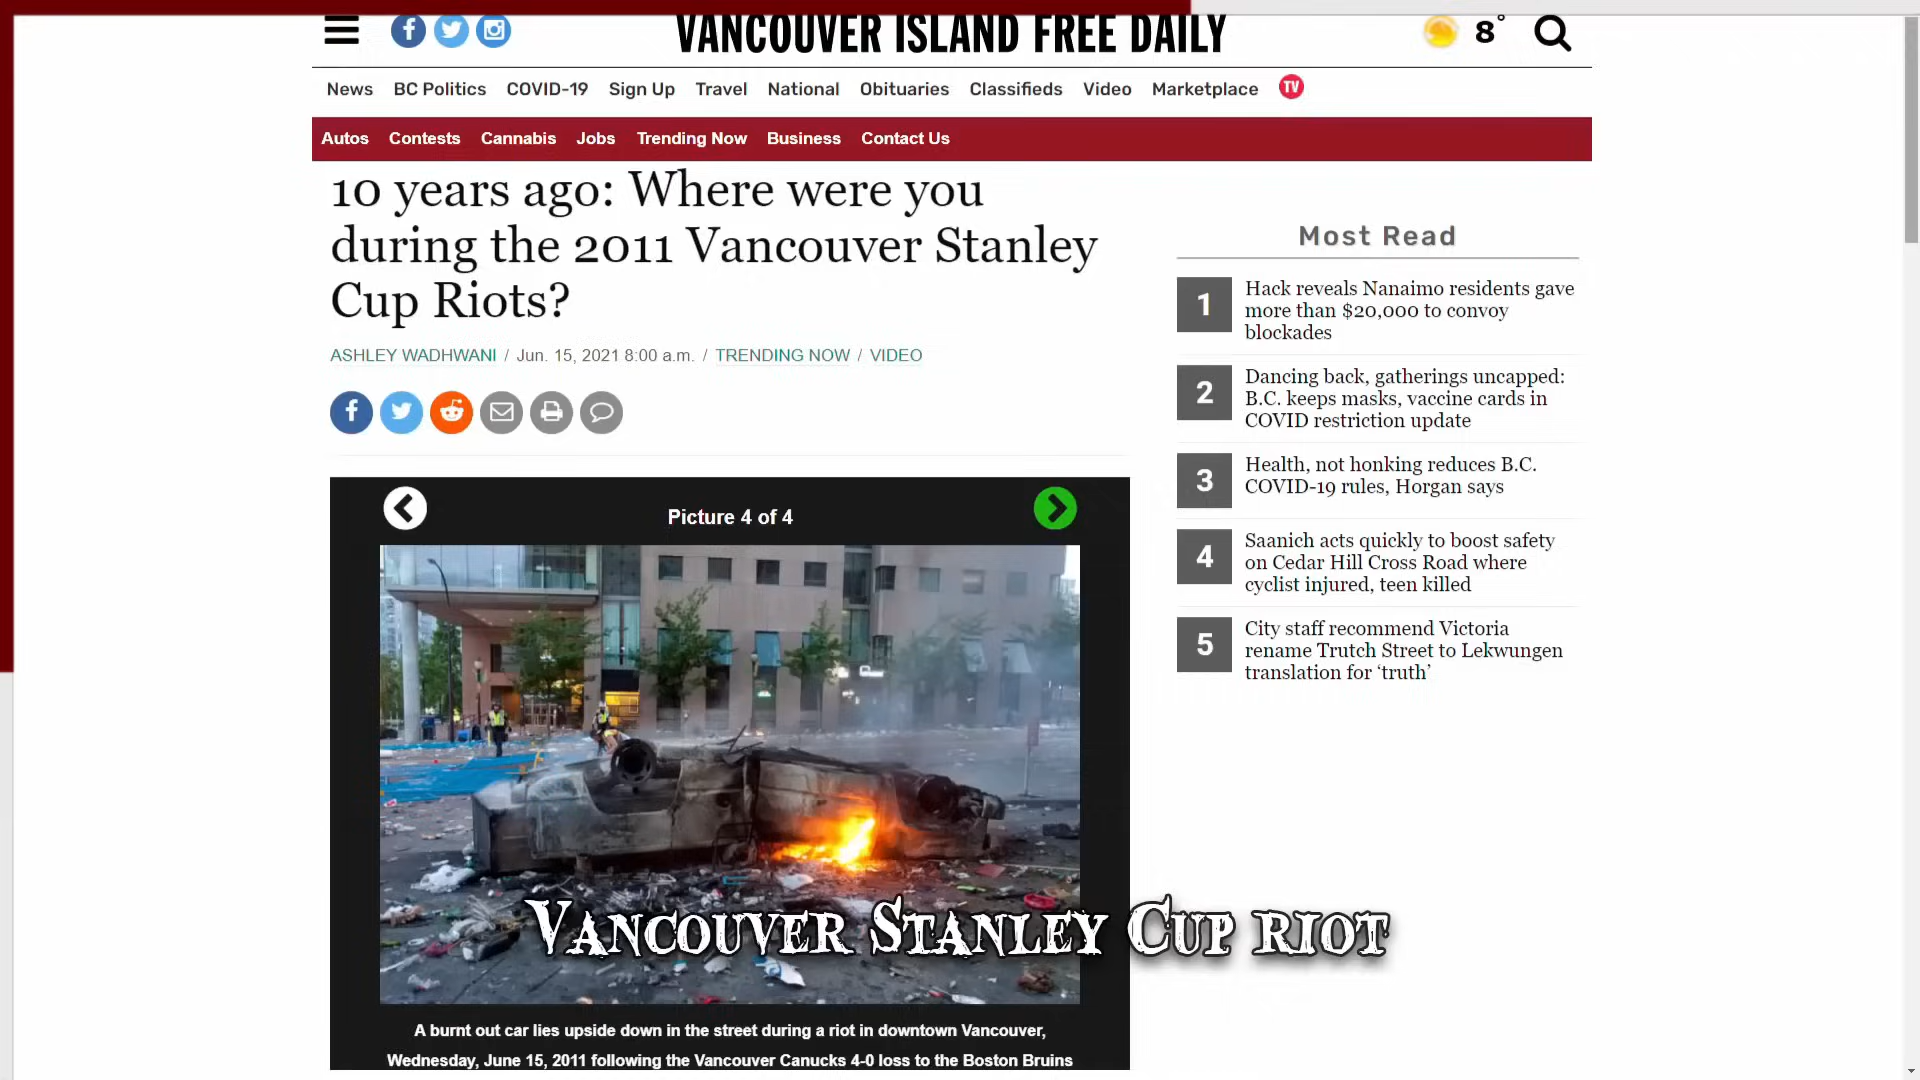 VANCOUVER ISLAND FREE DAILY
8°
News BC Politics COVID-19 Sign Up Travel National Obituaries Classifieds Video Marketplace TV
Autos Contests Cannabis Jobs Trending Now Business Contact Us
10 years ago: Where were you
during the 2011 Vancouver Stanley
Cup Riots?
ASHLEY WADHWANI / Jun. 15, 2021 8:00 a.m. / TRENDING NOW / VIDEO
Picture 4 of 4
VANCOUVER STANLEY CUP RIOT
A burnt out car lies upside down in the street during a riot in downtown Vancouver,
Wednesday, June 15, 2011 following the Vancouver Canucks 4-0 loss to the Boston Bruins
Most Read
1
Hack reveals Nanaimo residents gave
more than $20,000 to convoy
blockades
2
Dancing back, gatherings uncapped:
B.C. keeps masks, vaccine cards in
COVID restriction update
3
Health, not honking reduces B.C.
COVID-19 rules, Horgan says
4
Saanich acts quickly to boost safety
on Cedar Hill Cross Road where
cyclist injured, teen killed
5
City staff recommend Victoria
rename Trutch Street to Lekwungen
translation for ‘truth’